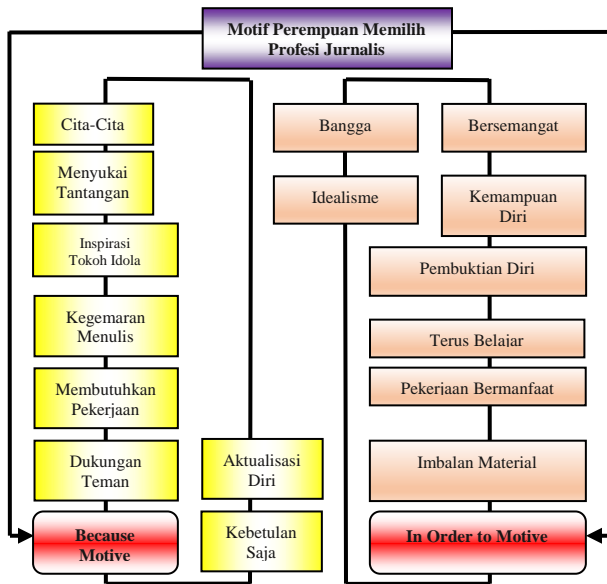 Motif Perempuan Memilih
Profesi Jurnalis
Cita-Cita
Menyukai
Tantangan
Inspirasi
Tokoh Idola
Kegemaran
Menulis
Membutuhkan
Pekerjaan
Dukungan
Teman
Because
Motive
Aktualisasi
Diri
Kebetulan
Saja
Bangga
Idealisme
Bersemangat
Kemampuan
Diri
Pembuktian Diri
Terus Belajar
Pekerjaan Bermanfaat
Imbalan Material
In Order to Motive